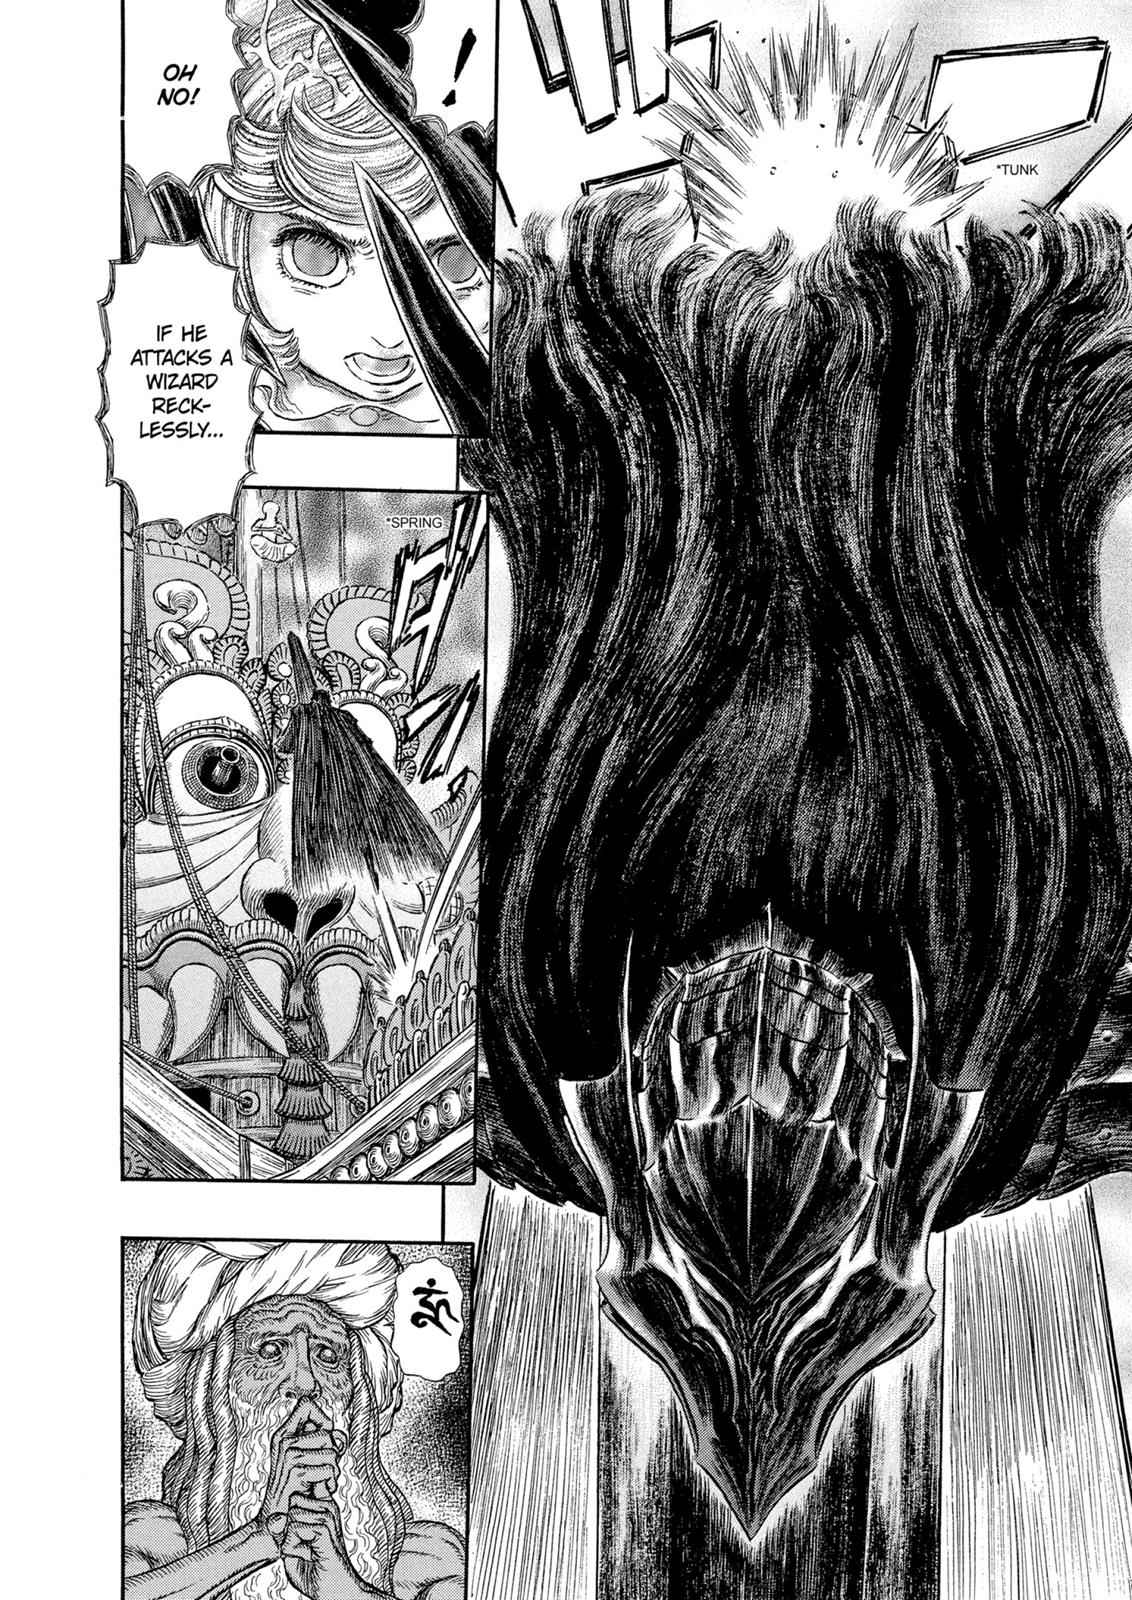 *TUNK
!
OH
NO!
IF HE
ATTACKS A
WIZARD
RECK-
LESSLY...
*SPRING